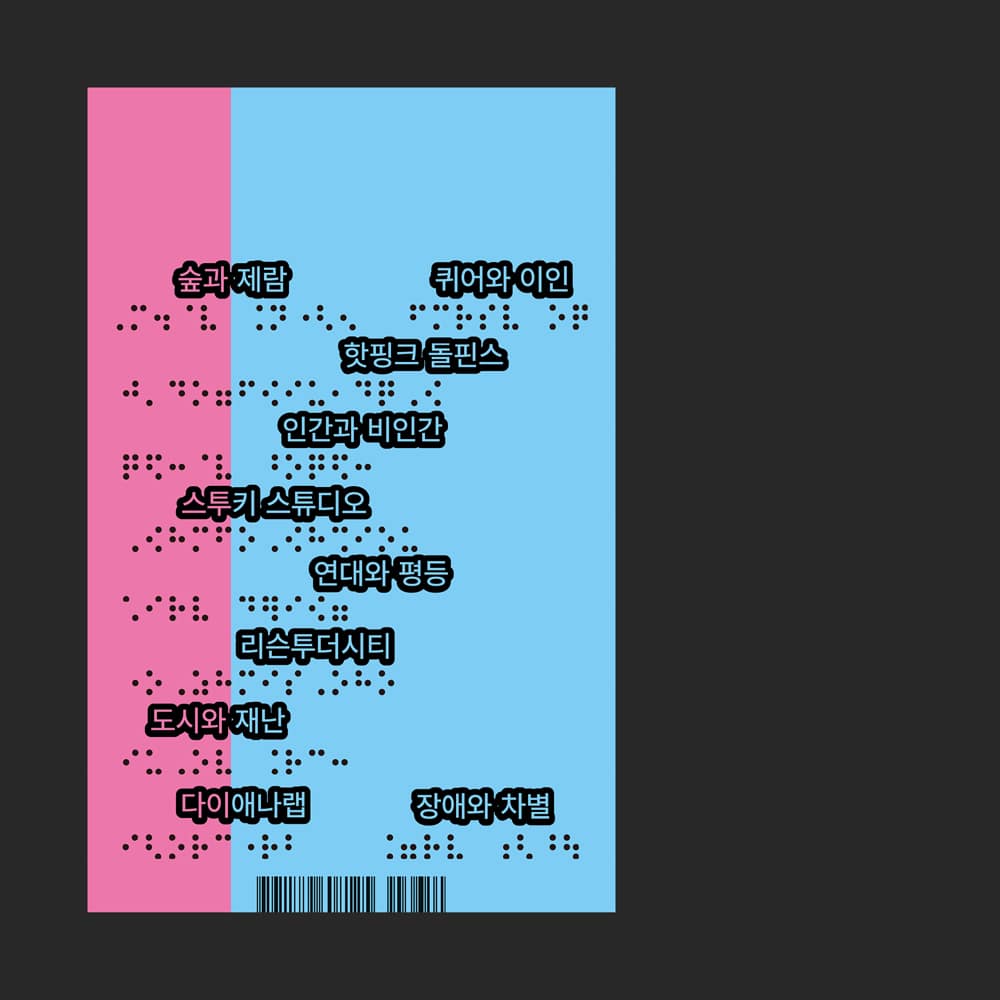 숲과 제람 퀴어와 이인
핫핑크 돌핀스
인간과 비인간
스투키 스튜디오
연대와 평등
리슨투더시티
도시와 재난
다이애나랩 장애와 차별